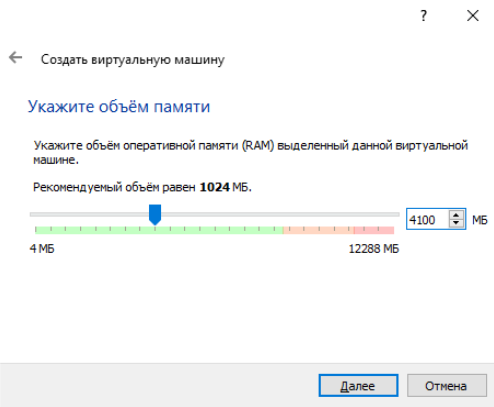 ?
Создать виртуальную машину
Укажите объём памяти
Укажите объём оперативной памяти (RAM) выделенный данной виртуальной
машине.
Рекомендуемый объём равен 1024 МБ.
4100 МБ
4 МБ 12288 МБ
Далее Отмена